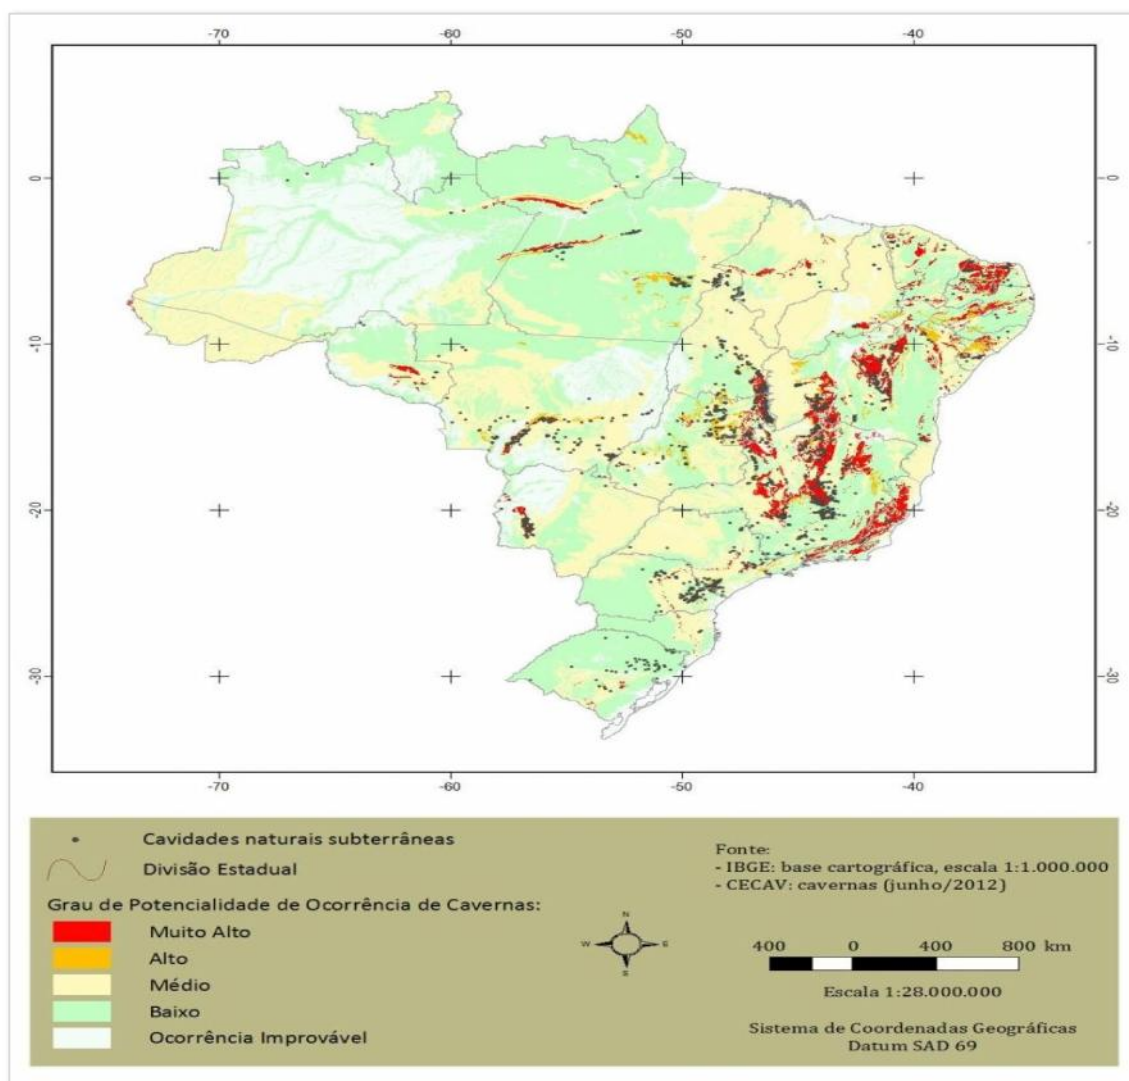 -70 -60 -50 -40
0 0
-10 -10
-20 -20
-30 -30
-70 -60 -50 -40
Cavidades naturais subterrâneas
Divisão Estadual
Grau de Potencialidade de Ocorrência de Cavernas:
Muito Alto
Alto
Médio
Baixo
Ocorrência Improvável
N
W E
S
Fonte:
- IBGE: base cartográfica, escala 1:1.000.000
- CECAV: cavernas (junho/2012)
400 0 400 800 km
Escala 1:28.000.000
Sistema de Coordenadas Geográficas
Datum SAD 69